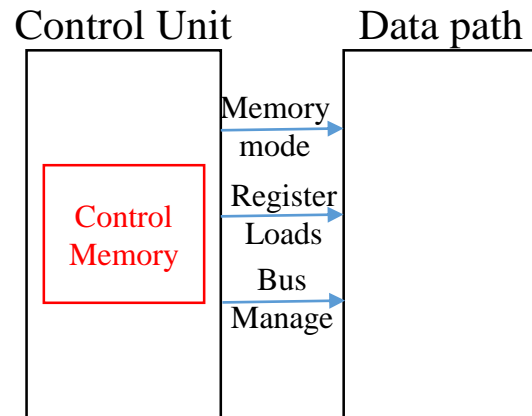 Control Unit
Data path
Memory
mode
Register
Loads
Control
Memory
Bus
Manage